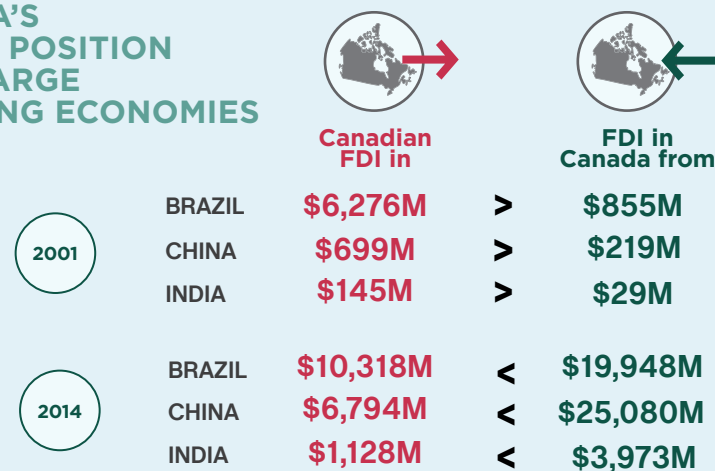 A'S
POSITION
ARGE
NG ECONOMIES
Canadian
FDI in
FDI in
Canada from
2001
BRAZIL $6,276M > $855M
CHINA $699M > $219M
INDIA $145M > $29M
2014
BRAZIL $10,318M < $19,948M
CHINA $6,794M < $25,080M
INDIA $1,128M < $3,973M